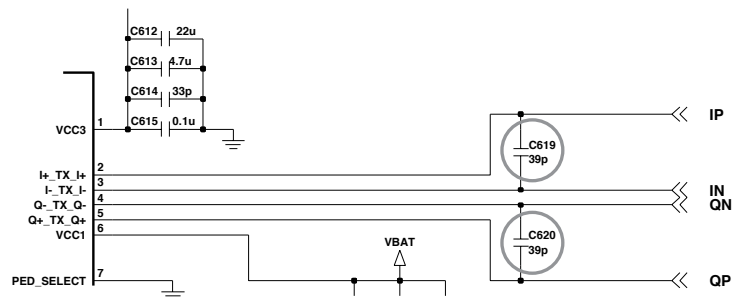 C612 22u
C613 4.7u
C614 33p
C615 0.1u
VCC3 1
IP
C619
39p
I+_TX_I+ 2
I-_TX_I- 3
IN
Q-_TX_Q- 4
QN
Q+_TX_Q+ 5
VCC1 6
C620
39p
VBAT
PED_SELECT 7
QP